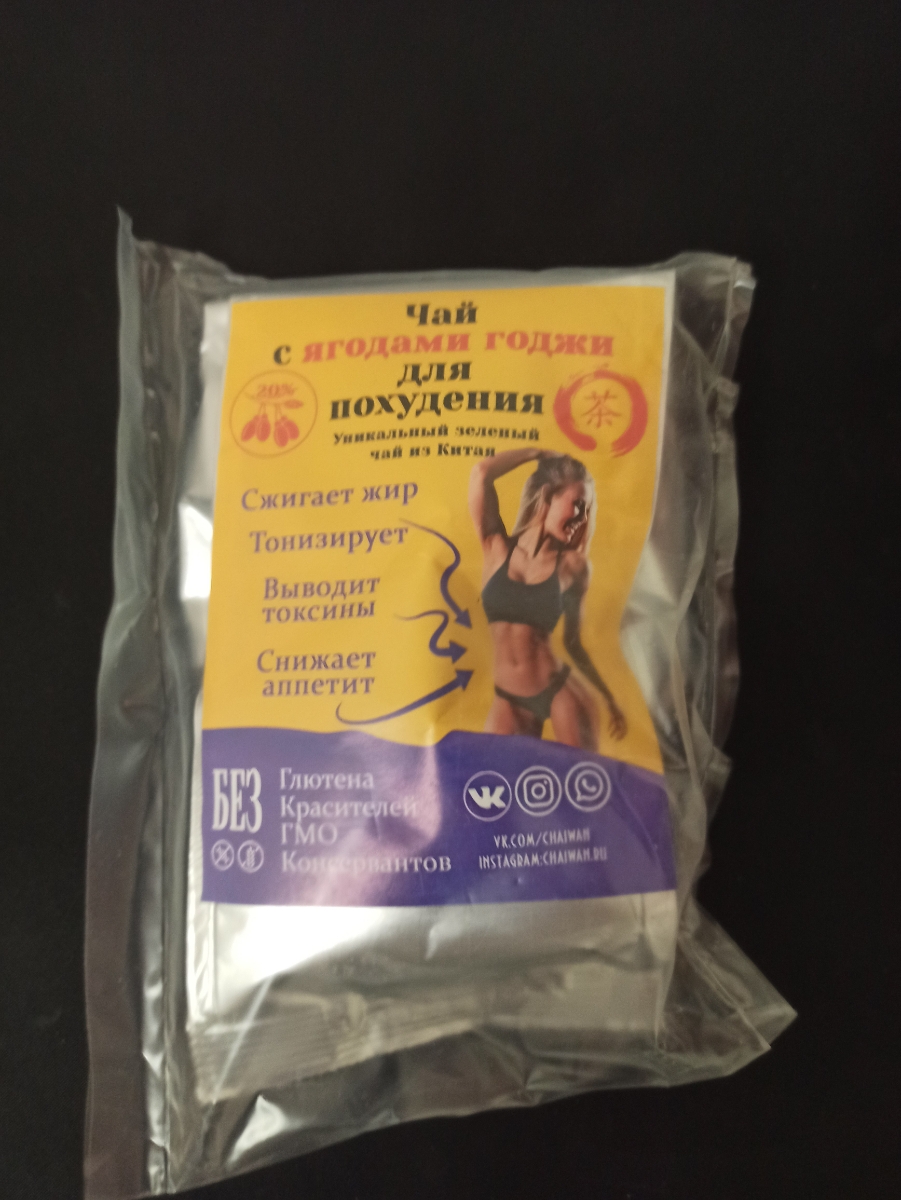 Чай
с ягодами годжи
для
похудения
Уникальный зеленый
чай из Китая
20%
茶
Сжигает жир
Тонизирует
Выводит
токсины
Снижает
аппетит
БЕЗ
Глютена
Красителей
ГМО
Консервантов
VK.COM/CHAIWAN
INSTAGRAM:CHAIWAN.RU